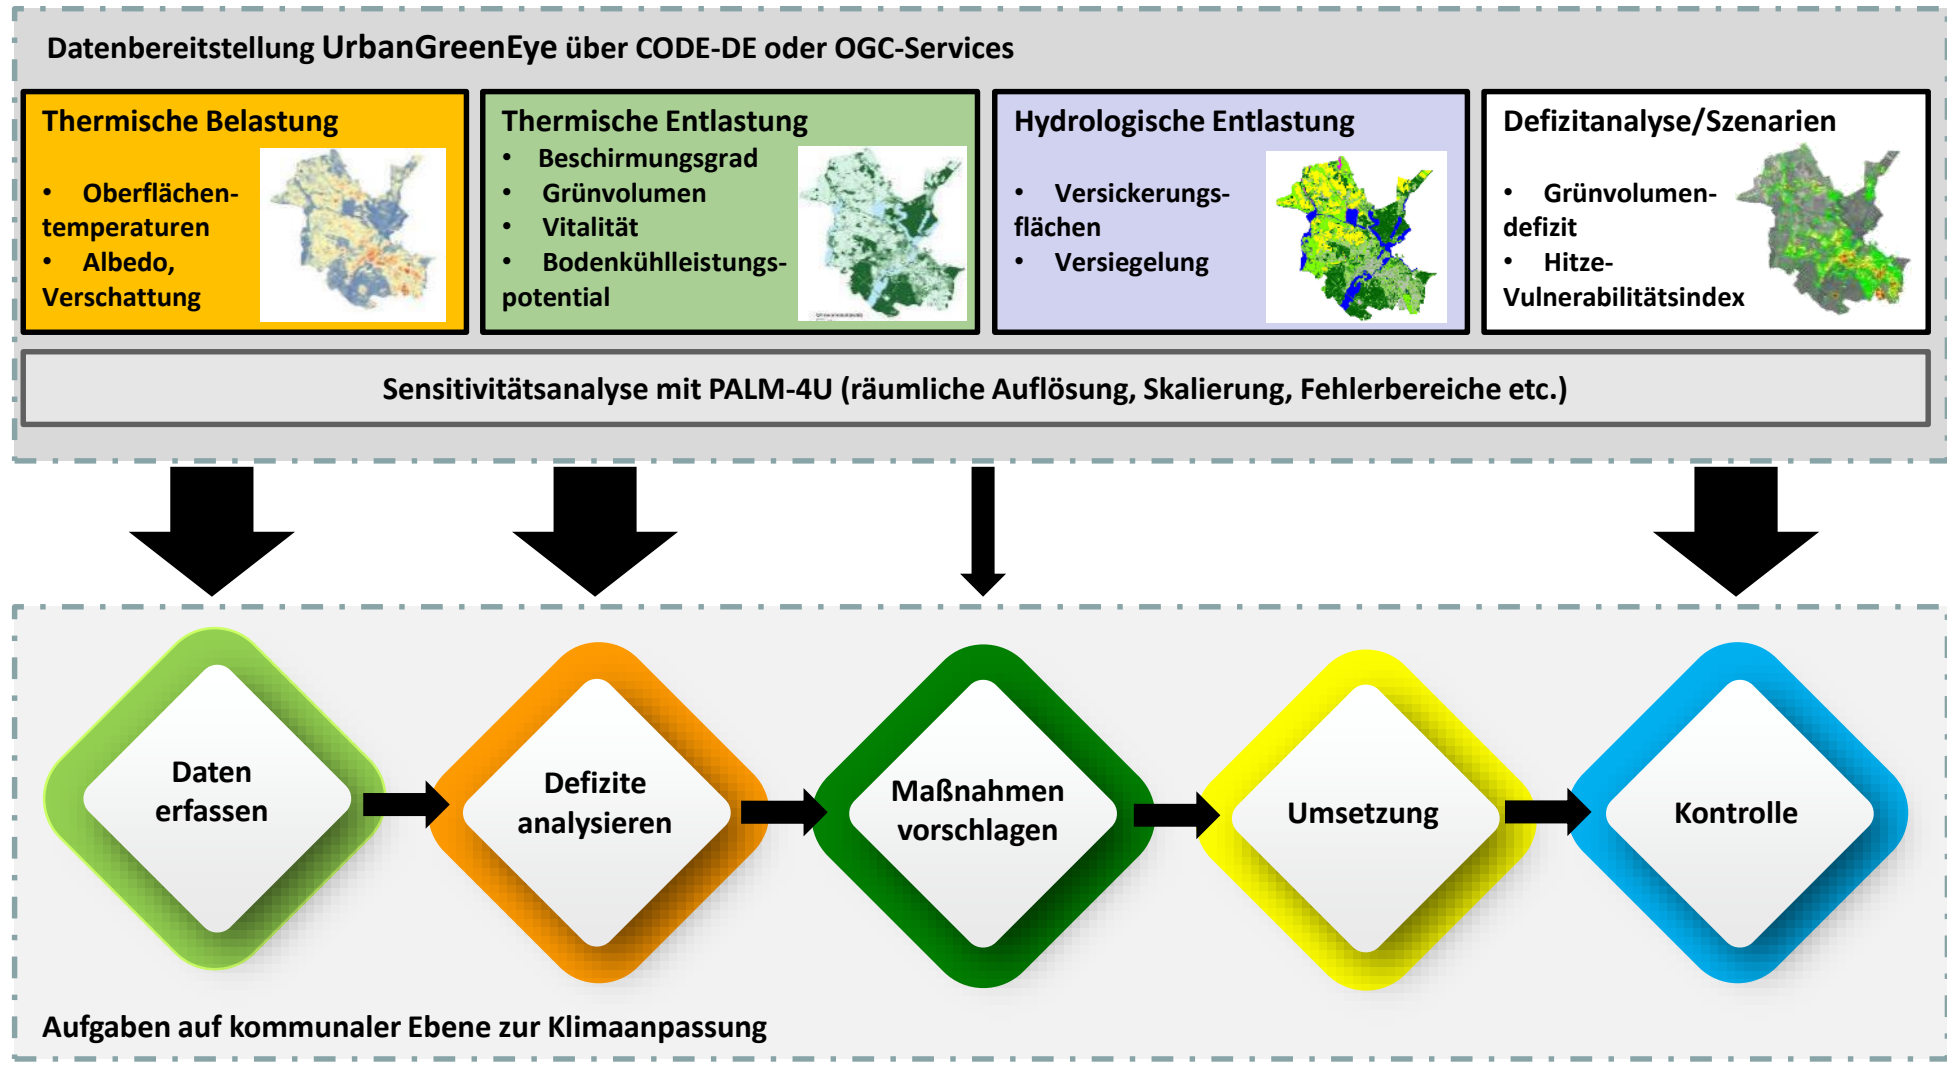 Datenbereitstellung UrbanGreenEye über CODE-DE oder OGC-Services
Thermische Belastung
• Oberflächen-
temperaturen
• Albedo,
Verschattung
Thermische Entlastung
• Beschirmungsgrad
• Grünvolumen
• Vitalität
• Bodenkühlleistungs-
potential
Hydrologische Entlastung
• Versickerungs-
flächen
• Versiegelung
Defizitanalyse/Szenarien
• Grünvolumen-
defizit
• Hitze-
Vulnerabilitätsindex
Sensitivitätsanalyse mit PALM-4U (räumliche Auflösung, Skalierung, Fehlerbereiche etc.)
Daten
erfassen
Defizite
analysieren
Maßnahmen
vorschlagen
Umsetzung
Kontrolle
Aufgaben auf kommunaler Ebene zur Klimaanpassung